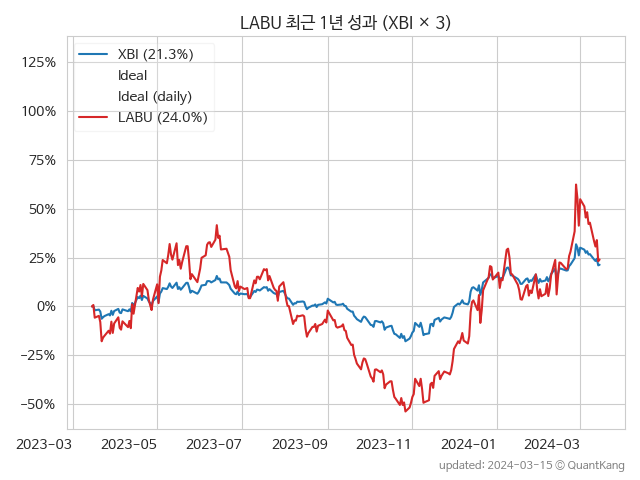 LABU 최근 1년 성과 (XBI × 3)
XBI (21.3%)
Ideal
Ideal (daily)
LABU (24.0%)
125%
100%
75%
50%
25%
0%
−25%
−50%
2023-03 2023-05 2023-07 2023-09 2023-11 2024-01 2024-03
updated: 2024-03-15 © QuantKang